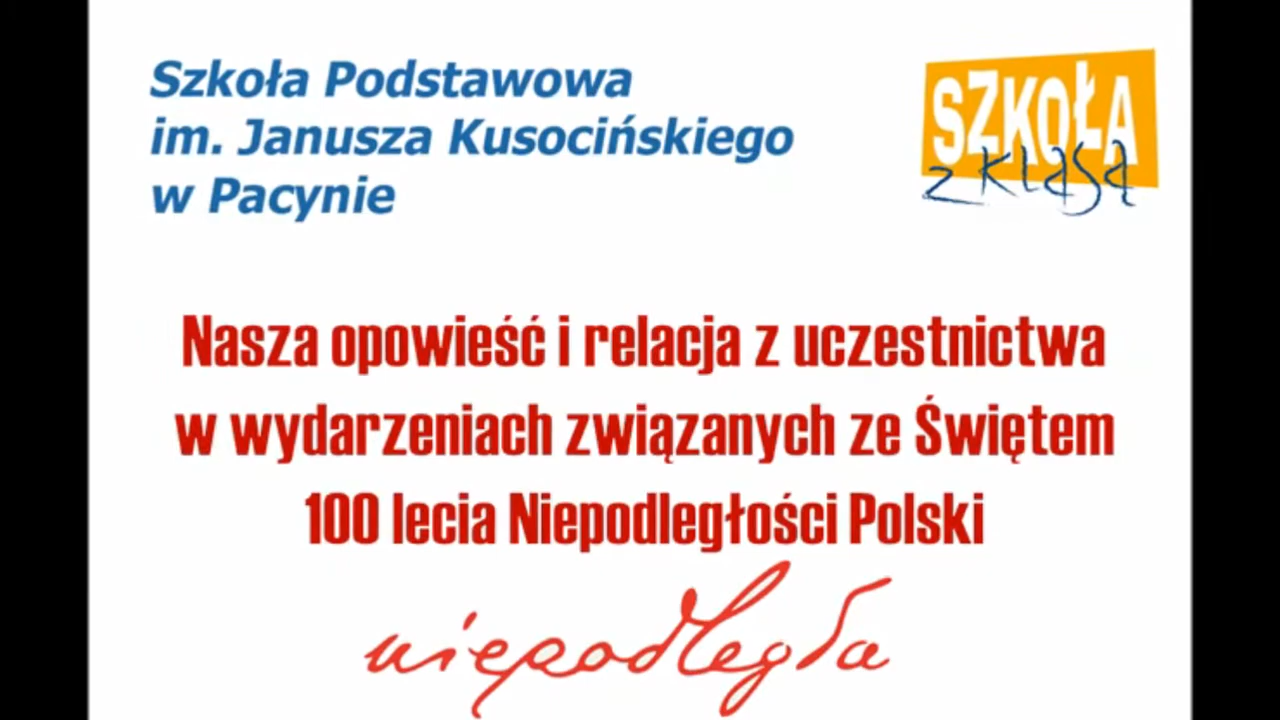 Szkoła Podstawowa
im. Janusza Kusocińskiego
w Pacynie
SZKOŁA
z klasą
Nasza opowieść i relacja z uczestnictwa
w wydarzeniach związanych ze Świętem
100 lecia Niepodległości Polski
niepodległa